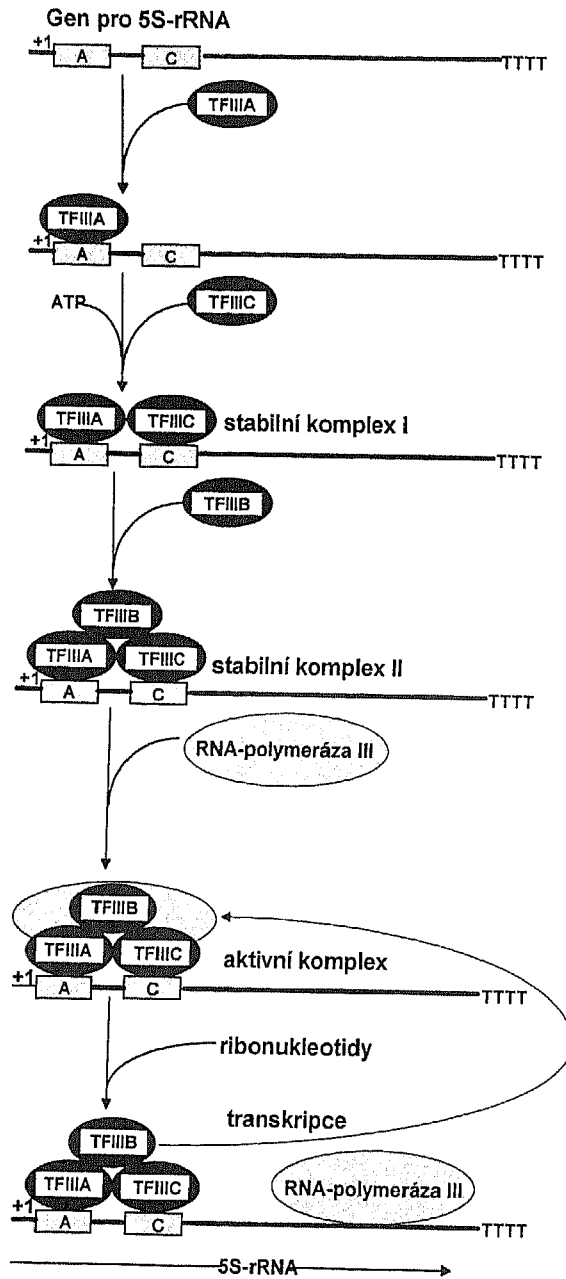 Gen pro 5S-rRNA
+1 A C TTTT
TFIIIA
TFIIIA
+1 A C TTTT
ATP TFIIIC
TFIIIA TFIIIC stabilní komplex I
+1 A C TTTT
TFIIIB
TFIIIB
TFIIIA TFIIIC stabilní komplex II
+1 A C TTTT
RNA-polymeráza III
TFIIIB
TFIIIA TFIIIC aktivní komplex
+1 A C TTTT
ribonukleotidy
transkripce
TFIIIB
TFIIIA TFIIIC RNA-polymeráza III
A C TTTT
5S-rRNA